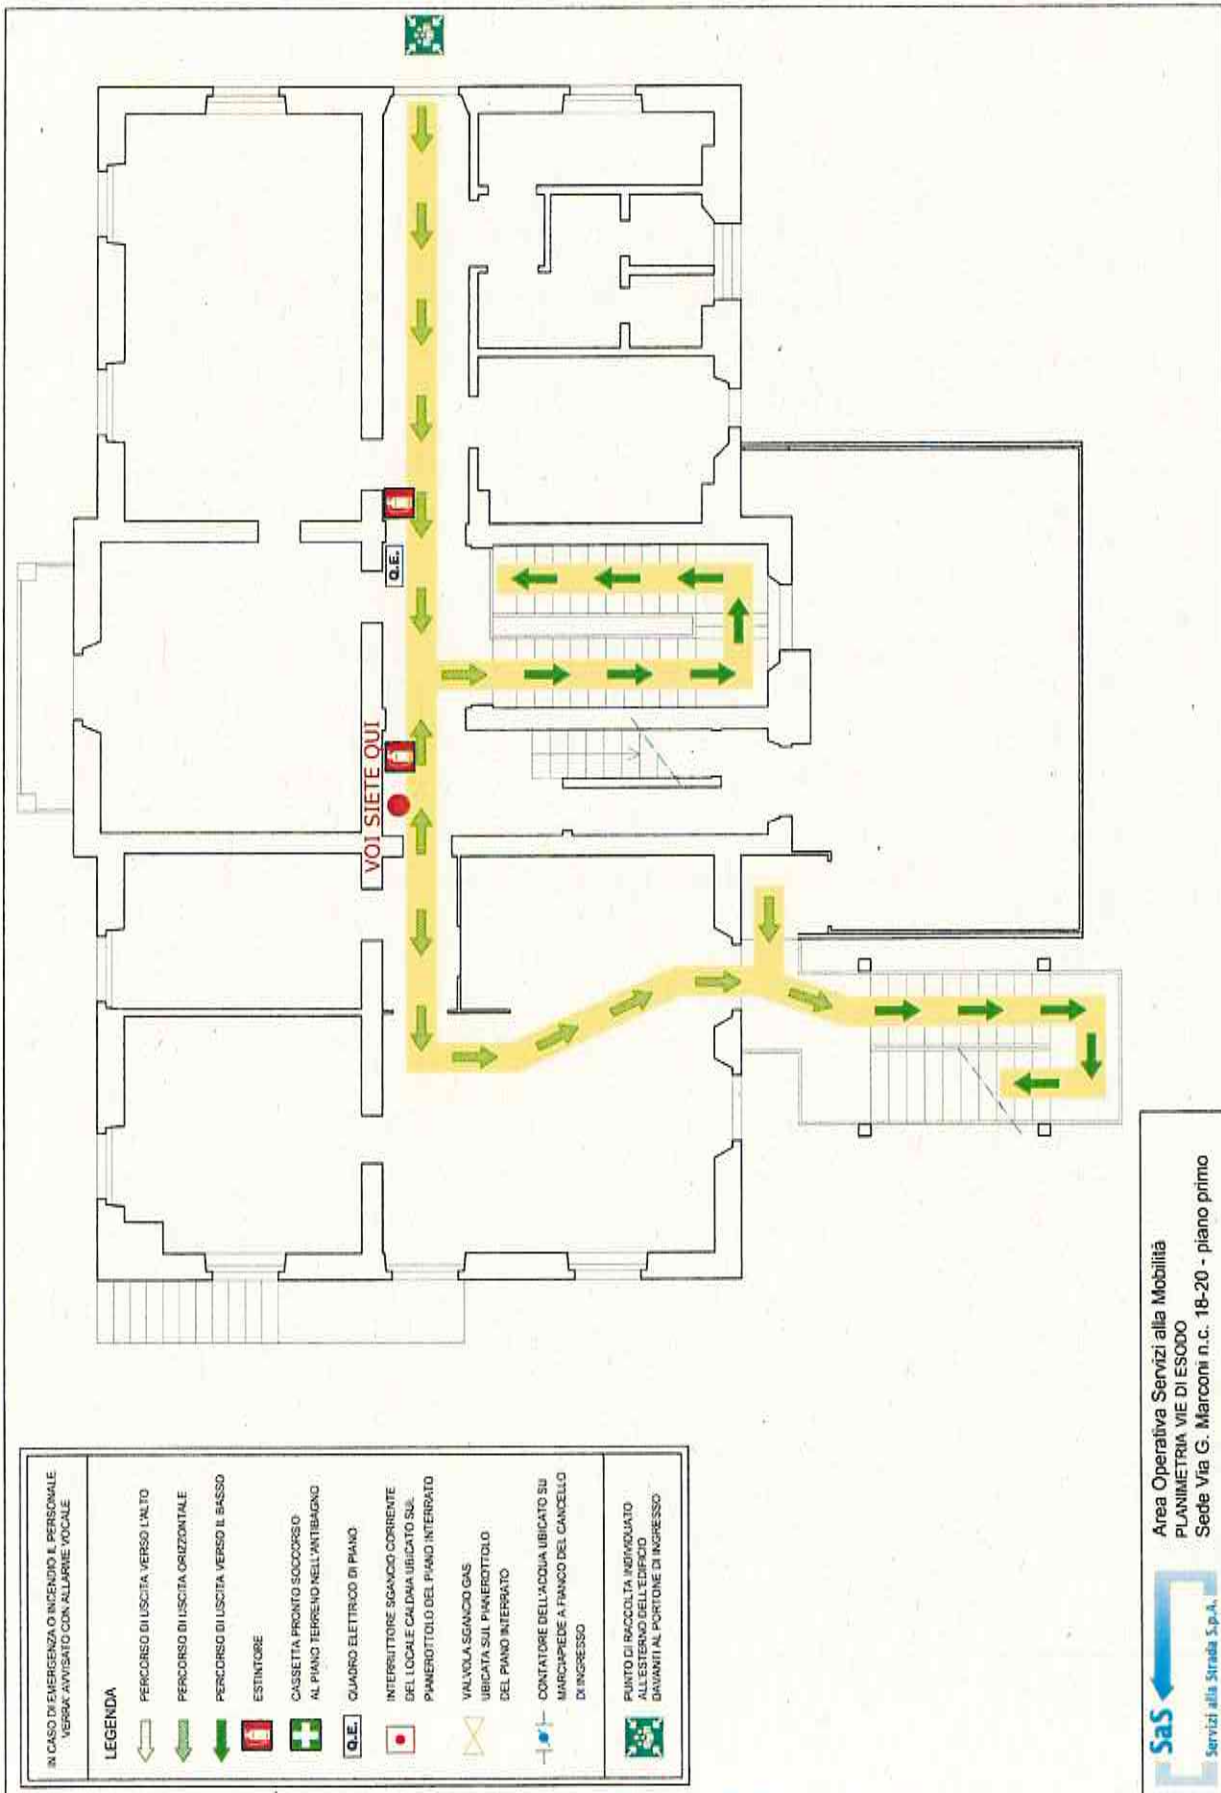 VOI SIETE QUI
Q.E.
IN CASO DI EMERGENZA O INCENDIO IL PERSONALE
VERRA' AVVISATO CON ALLARME VOCALE
LEGENDA
PERCORSO DI USCITA VERSO L'ALTO
PERCORSO DI USCITA ORIZZONTALE
PERCORSO DI USCITA VERSO IL BASSO
ESTINTORE
CASSETTA PRONTO SOCCORSO
AL PIANO TERRENO NELL'ANTIBAGNO
Q.E.
QUADRO ELETTRICO DI PIANO
INTERRUTTORE SGANCIO CORRENTE
DEL LOCALE CALDAIA UBICATO SUL
PIANEROTTOLO DEL PIANO INTERRATO
VALVOLA SGANCIO GAS
UBICATA SUL PIANEROTTOLO
DEL PIANO INTERRATO
CONTATORE DELL'ACQUA UBICATO SU
MARCIAPIEDE A FIANCO DEL CANCELLO
DI INGRESSO
PUNTO DI RACCOLTA INDIVIDUATO
ALL'ESTERNO DELL'EDIFICIO
DAVANTI AL PORTONE DI INGRESSO
SaS
Servizi alla Strada S.p.A.
Area Operativa Servizi alla Mobilità
PLANIMETRIA VIE DI ESODO
Sede Via G. Marconi n.c. 18-20 - piano primo